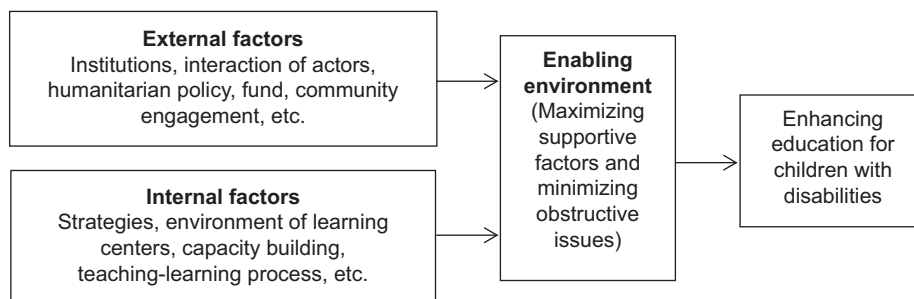 External factors
Institutions, interaction of actors,
humanitarian policy, fund, community
engagement, etc.
Internal factors
Strategies, environment of learning
centers, capacity building,
teaching-learning process, etc.
Enabling
environment
(Maximizing
supportive
factors and
minimizing
obstructive
issues)
Enhancing
education for
children with
disabilities